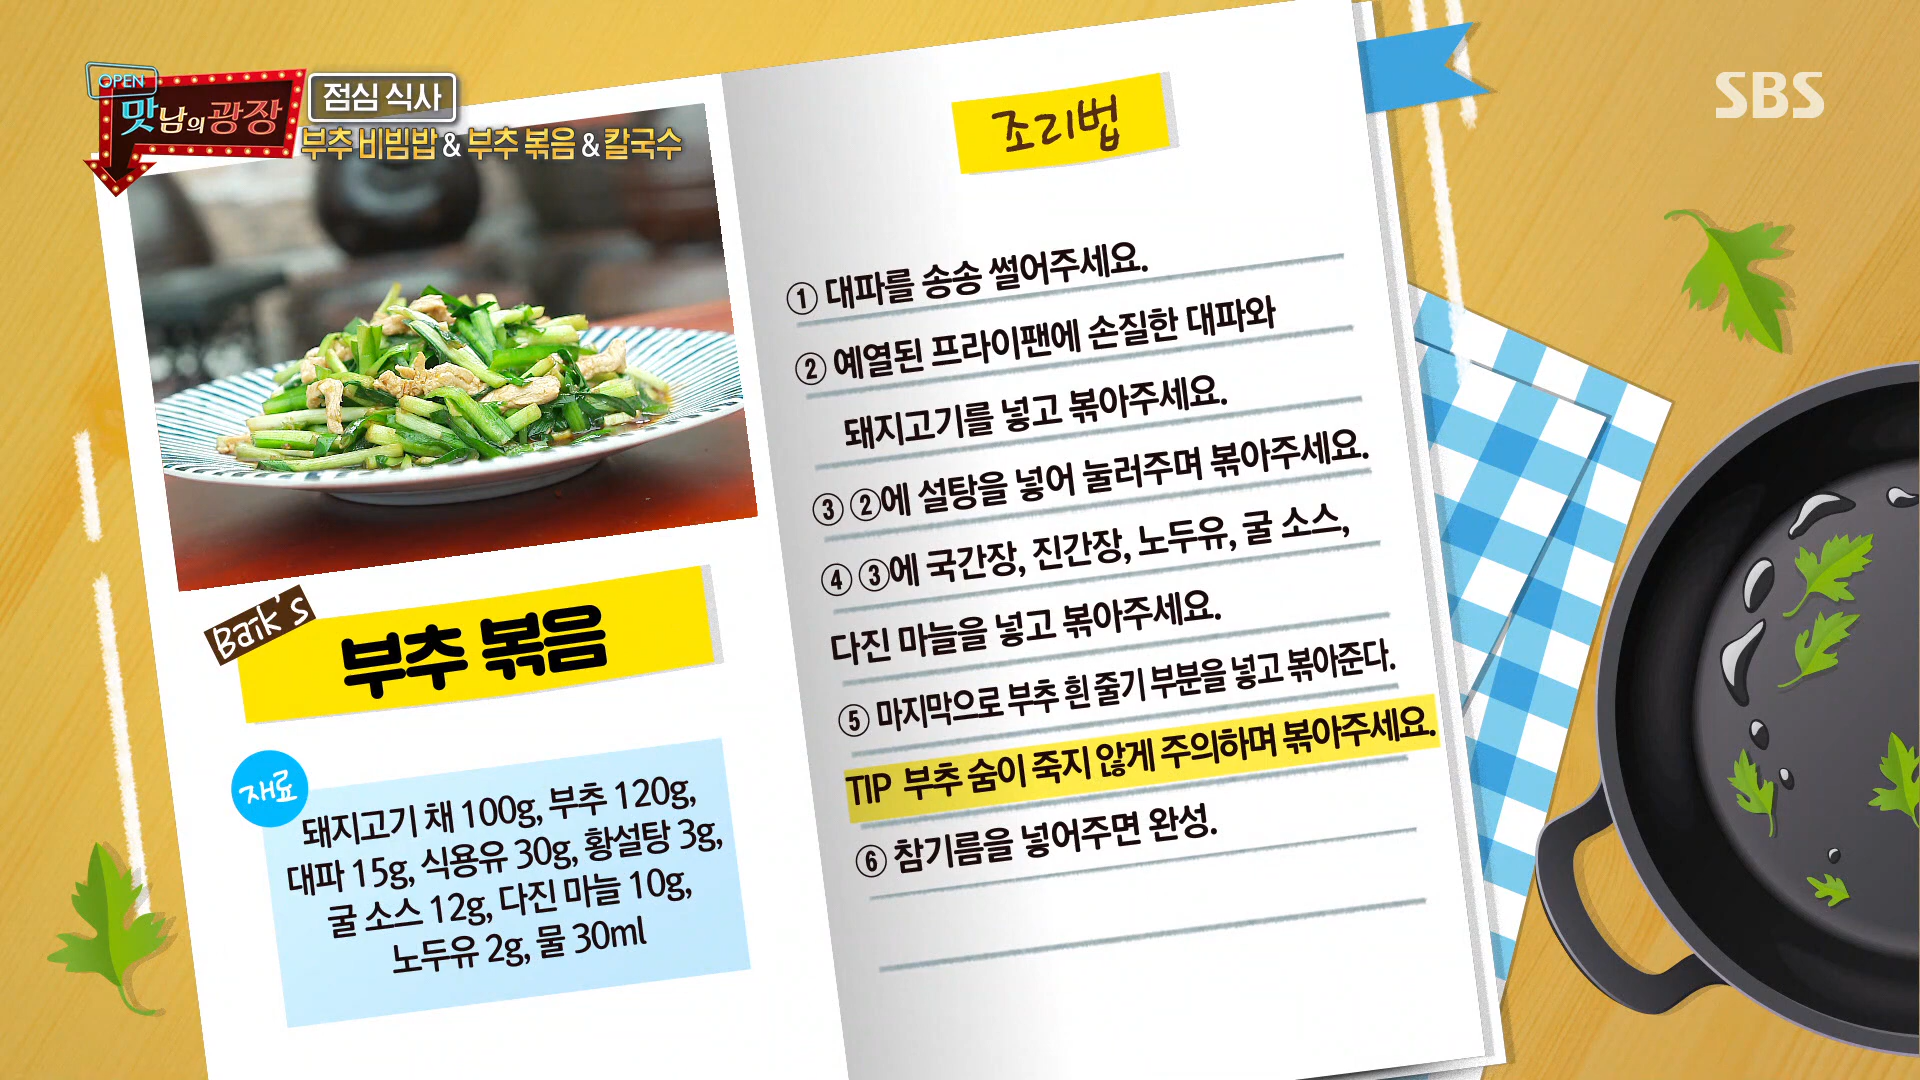 OPEN
맛남의 광장
점심 식사
부추 비빔밥 & 부추 볶음 & 칼국수
SBS
Baik's
부추 볶음
재료
돼지고기 채 100g, 부추 120g,
대파 15g, 식용유 30g, 황설탕 3g,
굴 소스 12g, 다진 마늘 10g,
노두유 2g, 물 30ml
조리법
① 대파를 송송 썰어주세요.
② 예열된 프라이팬에 손질한 대파와
돼지고기를 넣고 볶아주세요.
③ ②에 설탕을 넣어 눌러주며 볶아주세요.
④ ③에 국간장, 진간장, 노두유, 굴 소스,
다진 마늘을 넣고 볶아주세요.
⑤ 마지막으로 부추 흰 줄기 부분을 넣고 볶아준다.
TIP 부추 숨이 죽지 않게 주의하며 볶아주세요.
⑥ 참기름을 넣어주면 완성.